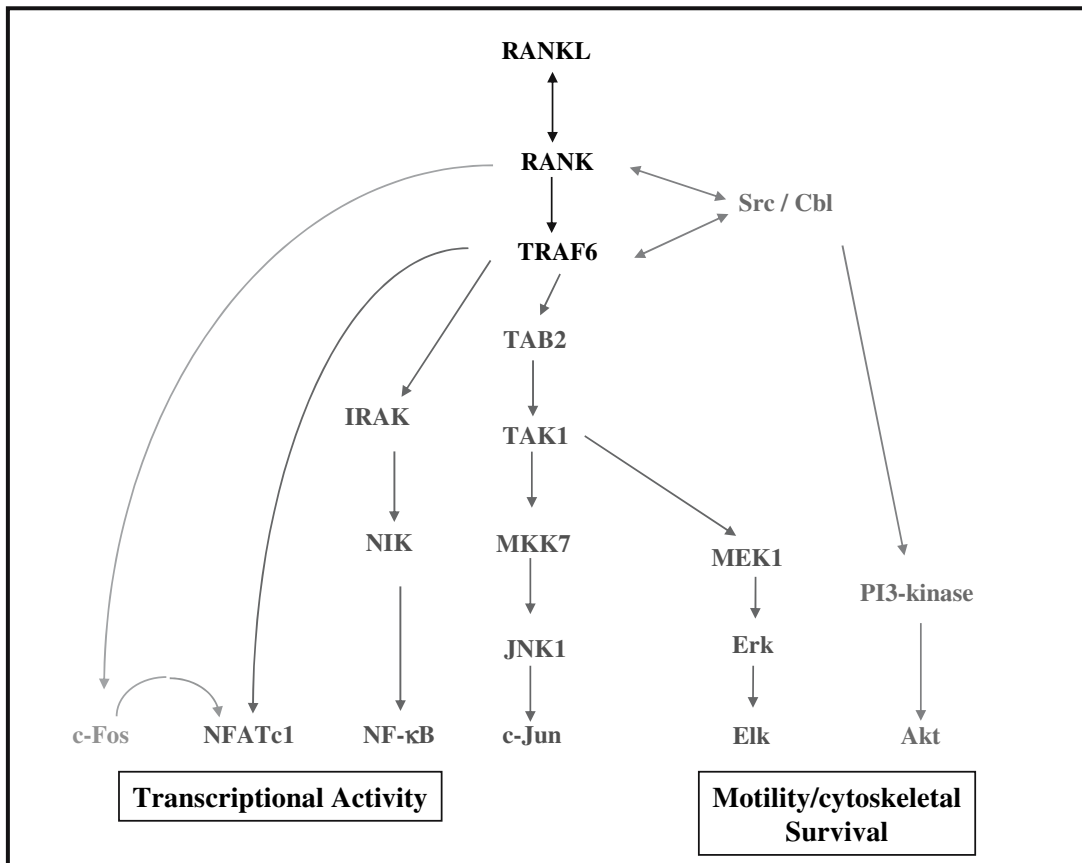 RANKL
RANK
Src / Cbl
TRAF6
TAB2
IRAK
TAK1
NIK
MKK7
MEK1
PI3-kinase
JNK1
Erk
c-Fos
NFATc1
NF-κB
c-Jun
Elk
Akt
Transcriptional Activity
Motility/cytoskeletal
Survival